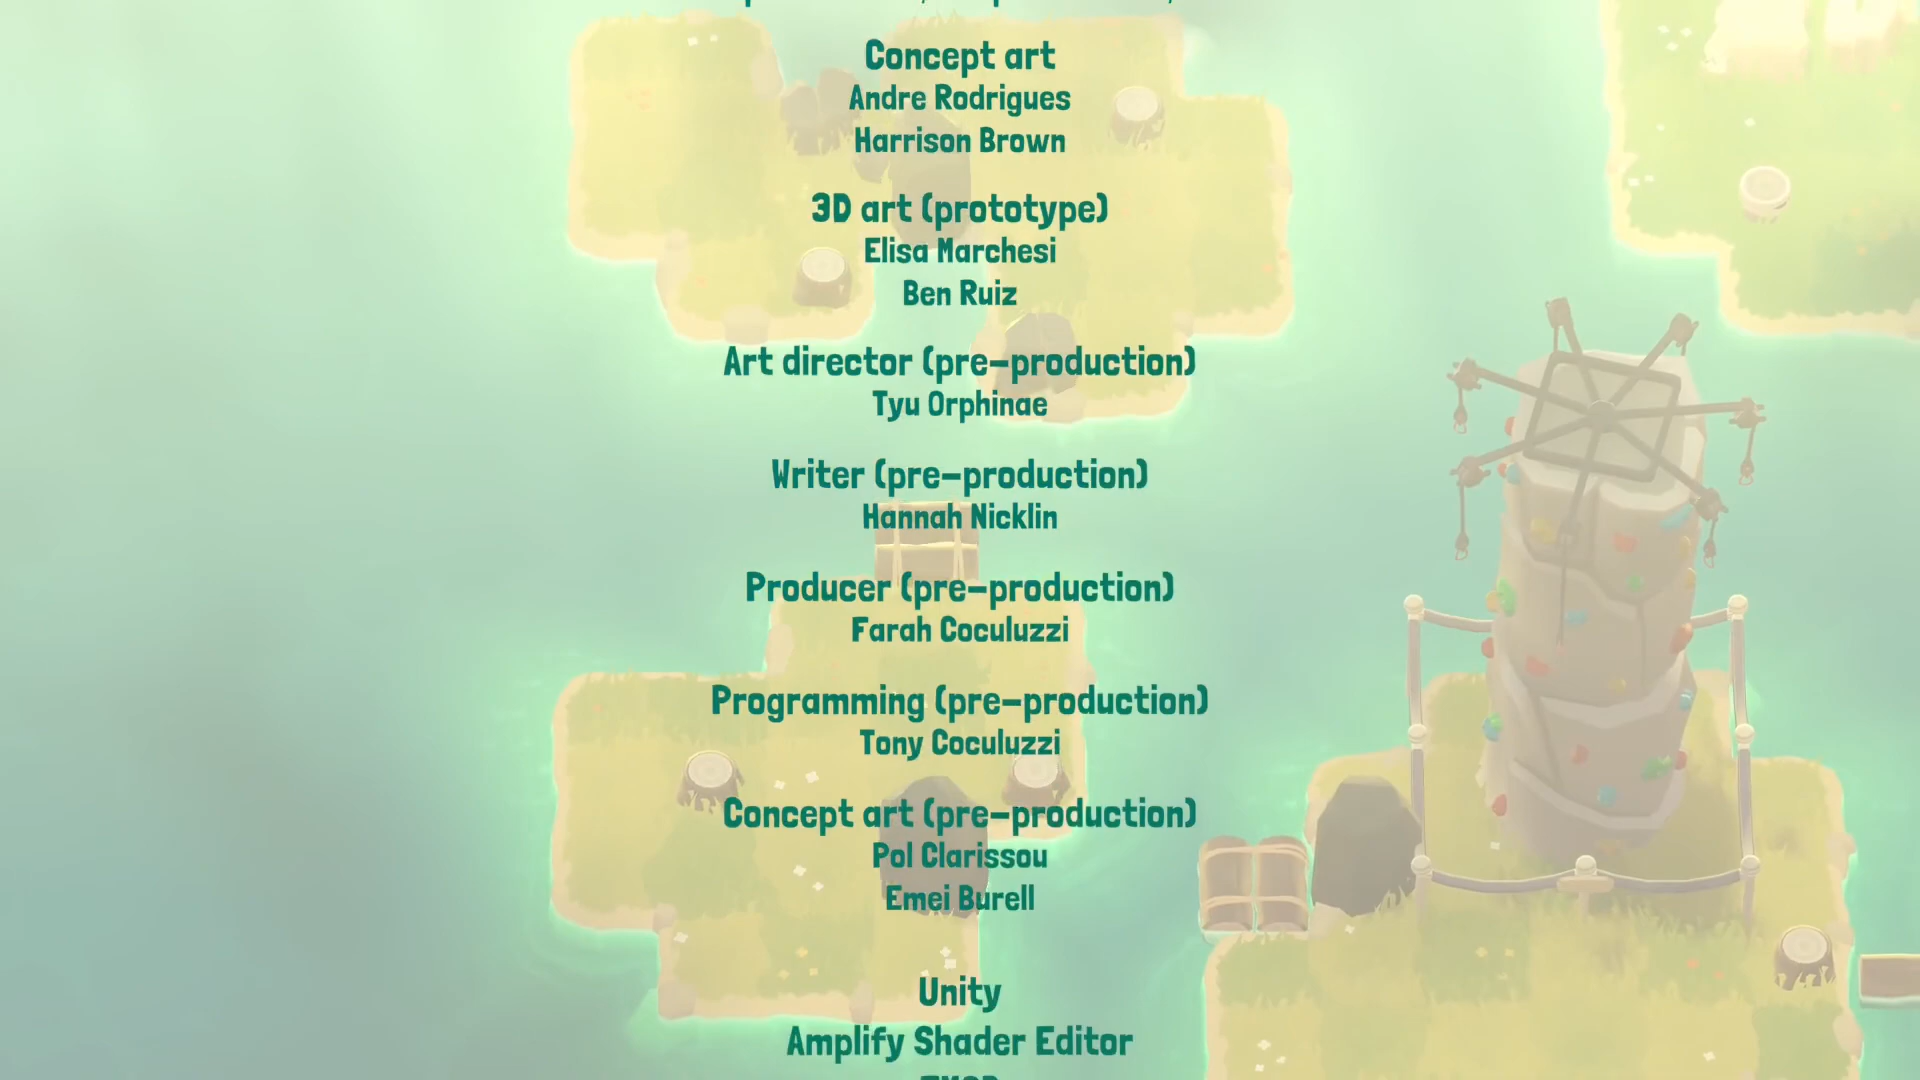 Concept art
Andre Rodrigues
Harrison Brown
3D art (prototype)
Elisa Marchesi
Ben Ruiz
Art director (pre-production)
Tyu Orphinae
Writer (pre-production)
Hannah Nicklin
Producer (pre-production)
Farah Coculuzzi
Programming (pre-production)
Tony Coculuzzi
Concept art (pre-production)
Pol Clarissou
Emei Burell
Unity
Amplify Shader Editor